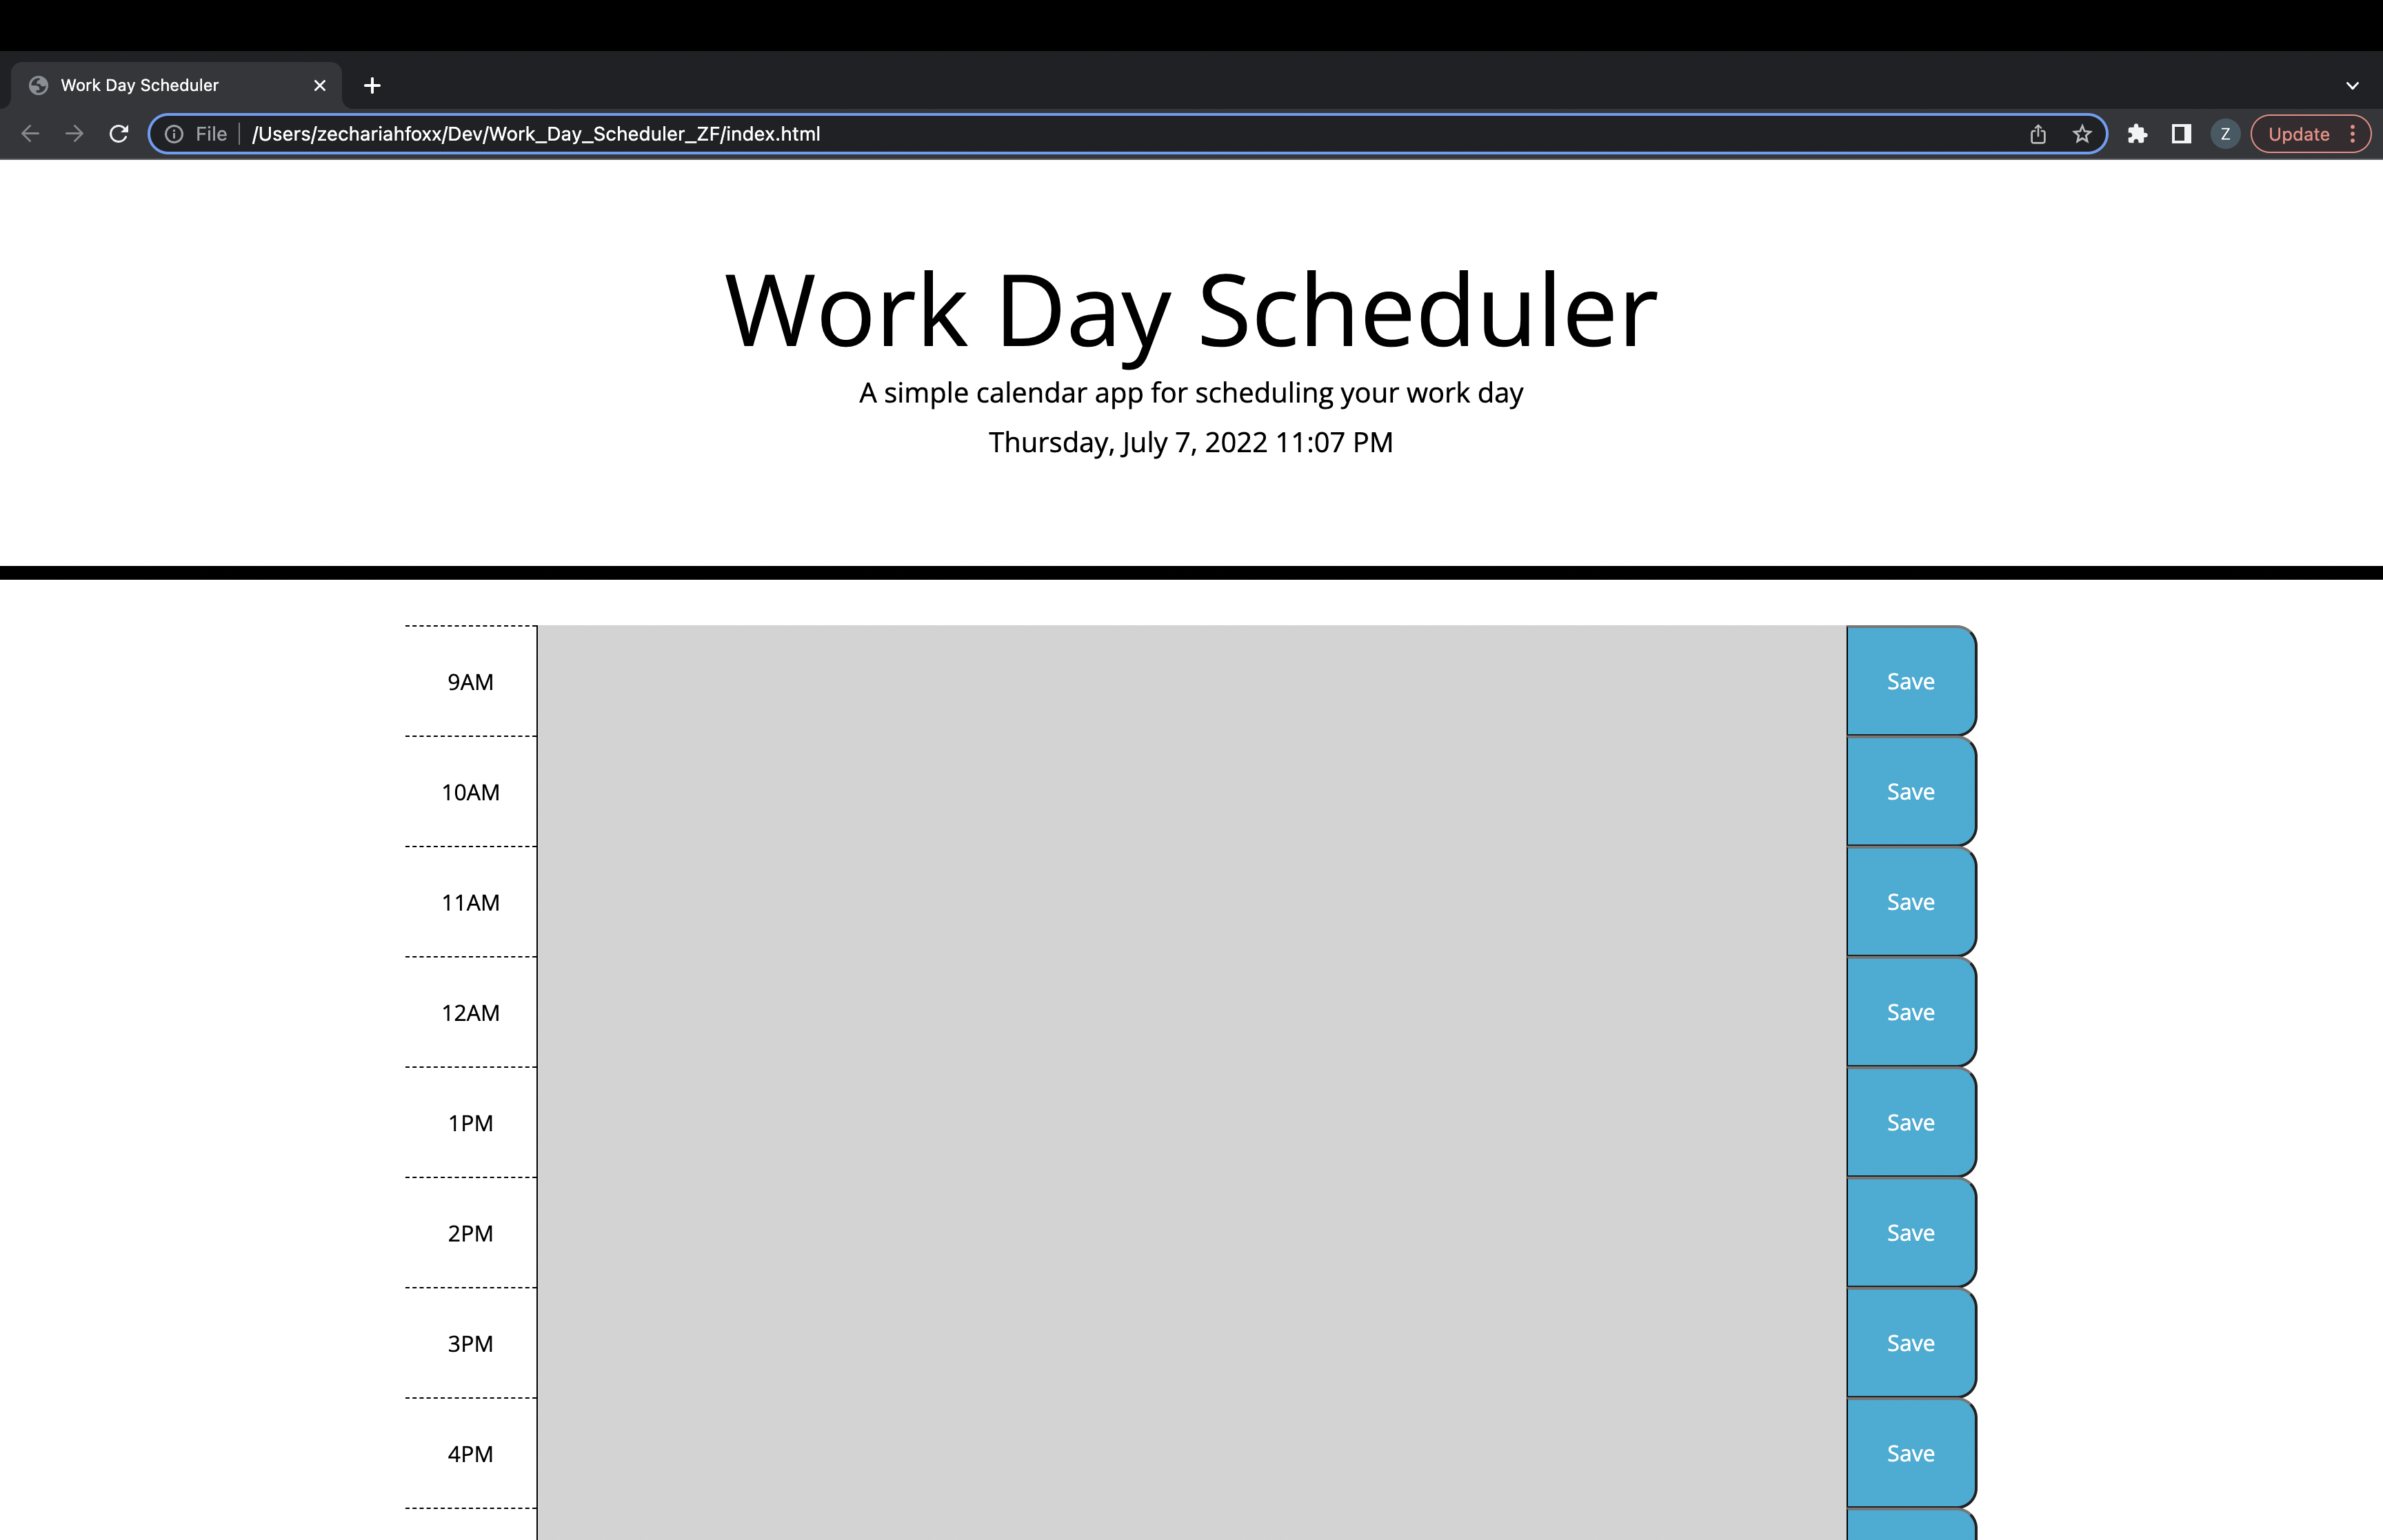 Work Day Scheduler
File /Users/zechariahfoxx/Dev/Work_Day_Scheduler_ZF/index.html Z Update
Work Day Scheduler
A simple calendar app for scheduling your work day
Thursday, July 7, 2022 11:07 PM
9AM Save
10AM Save
11AM Save
12AM Save
1PM Save
2PM Save
3PM Save
4PM Save